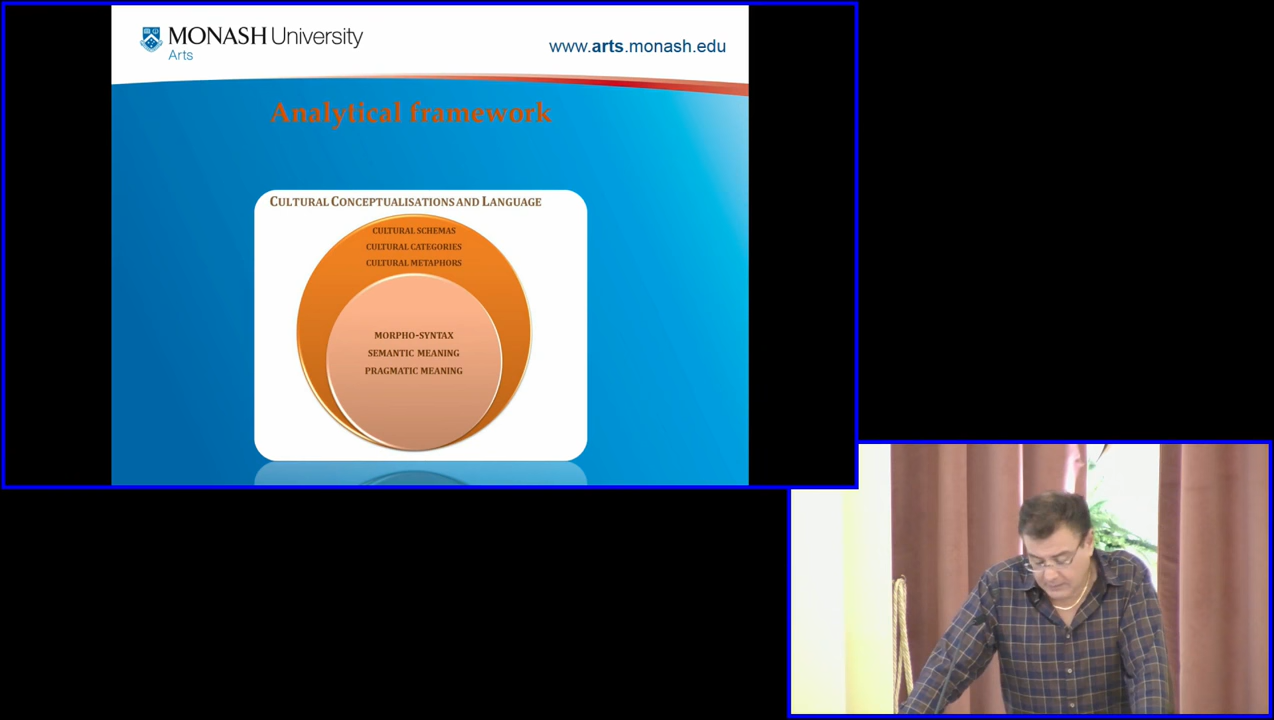 MONASH University
Arts
www.arts.monash.edu
Analytical framework
CULTURAL CONCEPTUALISATIONS AND LANGUAGE
CULTURAL SCHEMAS
CULTURAL CATEGORIES
CULTURAL METAPHORS
MORPHO-SYNTAX
SEMANTIC MEANING
PRAGMATIC MEANING